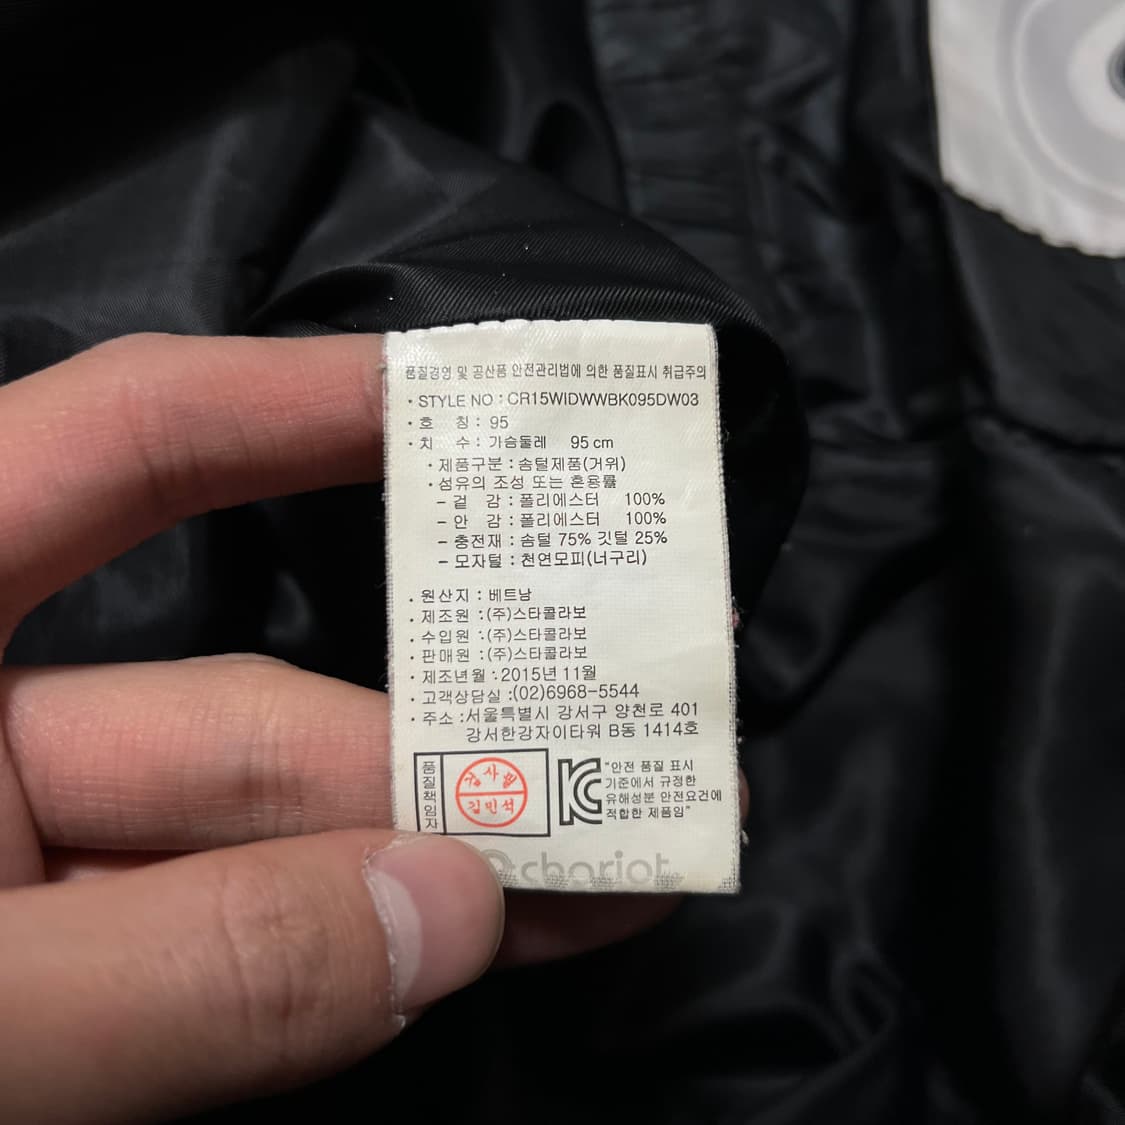 품질경영 및 공산품 안전관리법에 의한 품질표시 취급주의
· STYLE NO : CR15WIDWWBK095DW03
· 호 칭 : 95
· 치 수 : 가슴둘레 95 cm
· 제품구분 : 솜털제품(거위)
· 섬유의 조성 또는 혼용률
- 겉 감 : 폴리에스터 100%
- 안 감 : 폴리에스터 100%
- 충전재 : 솜털 75% 깃털 25%
- 모자털 : 천연모피(너구리)
· 원산지 : 베트남
· 제조원 : (주)스타콜라보
· 수입원 : (주)스타콜라보
· 판매원 : (주)스타콜라보
· 제조년월 : 2015년 11월
· 고객상담실 : (02)6968-5544
· 주소 : 서울특별시 강서구 양천로 401
강서한강자이타워 B동 1414호
품질책임자
검사필
김민석
KC
"안전 품질 표시
기준에서 규정한
유해성분 안전요건에
적합한 제품임"
chariot